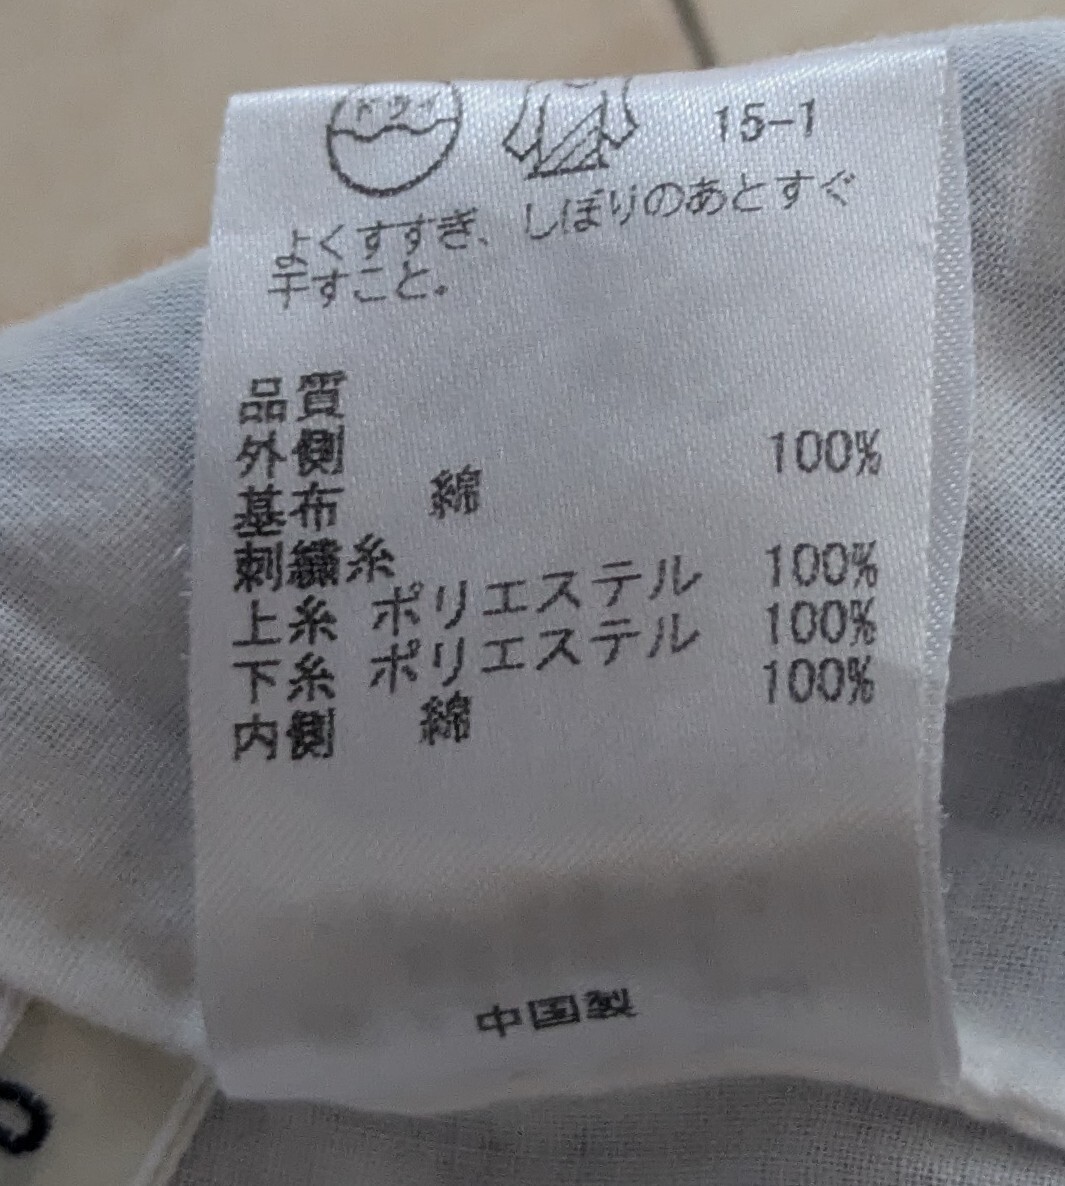 ドライ
15-1
よくすすぎ、しぼりのあとすぐ
干すこと。
品質
外側
基布 綿 100%
刺繍糸
上糸 ポリエステル 100%
下糸 ポリエステル 100%
内側 綿 100%
中国製